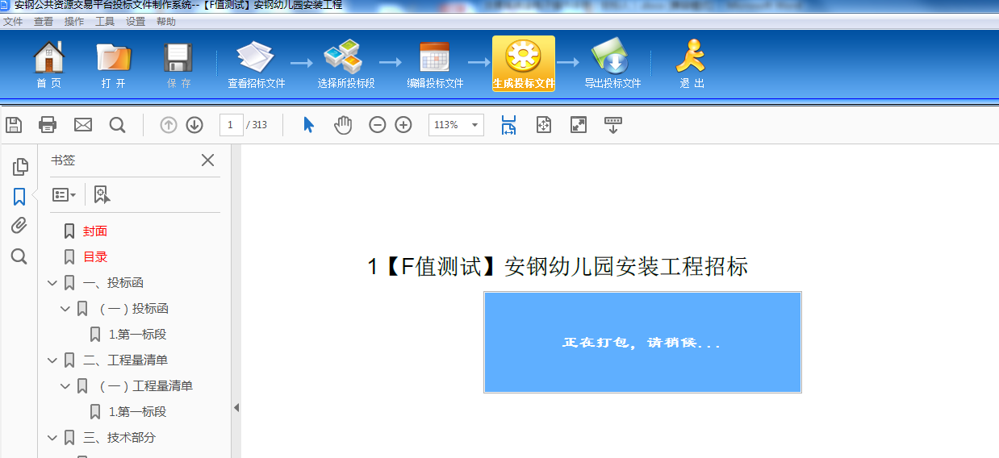 安钢公共资源交易平台投标文件制作系统--【F值测试】安钢幼儿园安装工程
文件 查看 操作 工具 设置 帮助
首 页 打 开 保 存 查看招标文件 选择所投标段 编辑投标文件 生成投标文件 导出投标文件 退 出
1 / 313 113%
书签
封面
目录
一、投标函
（一）投标函
1.第一标段
二、工程量清单
（一）工程量清单
1.第一标段
三、技术部分
1【F值测试】安钢幼儿园安装工程招标
正在打包，请稍候...